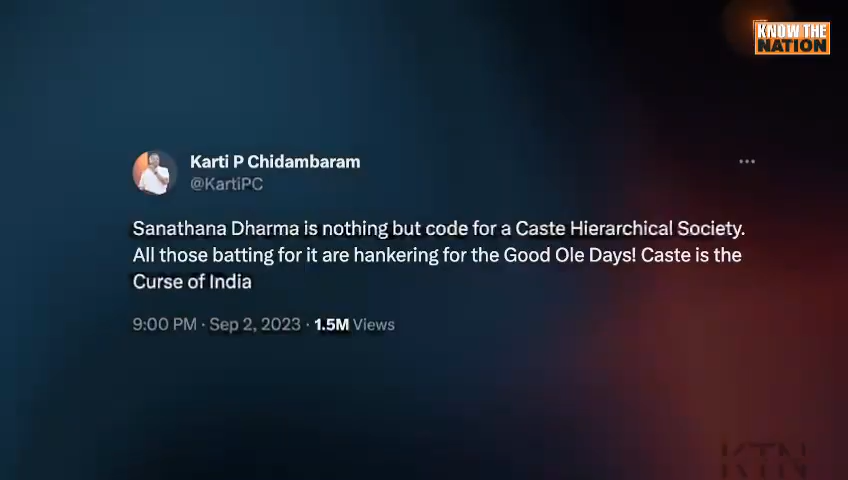 KNOW THE
NATION
Karti P Chidambaram
@KartiPC
...
Sanathana Dharma is nothing but code for a Caste Hierarchical Society.
All those batting for it are hankering for the Good Ole Days! Caste is the
Curse of India
9:00 PM · Sep 2, 2023 · 1.5M Views
KTN